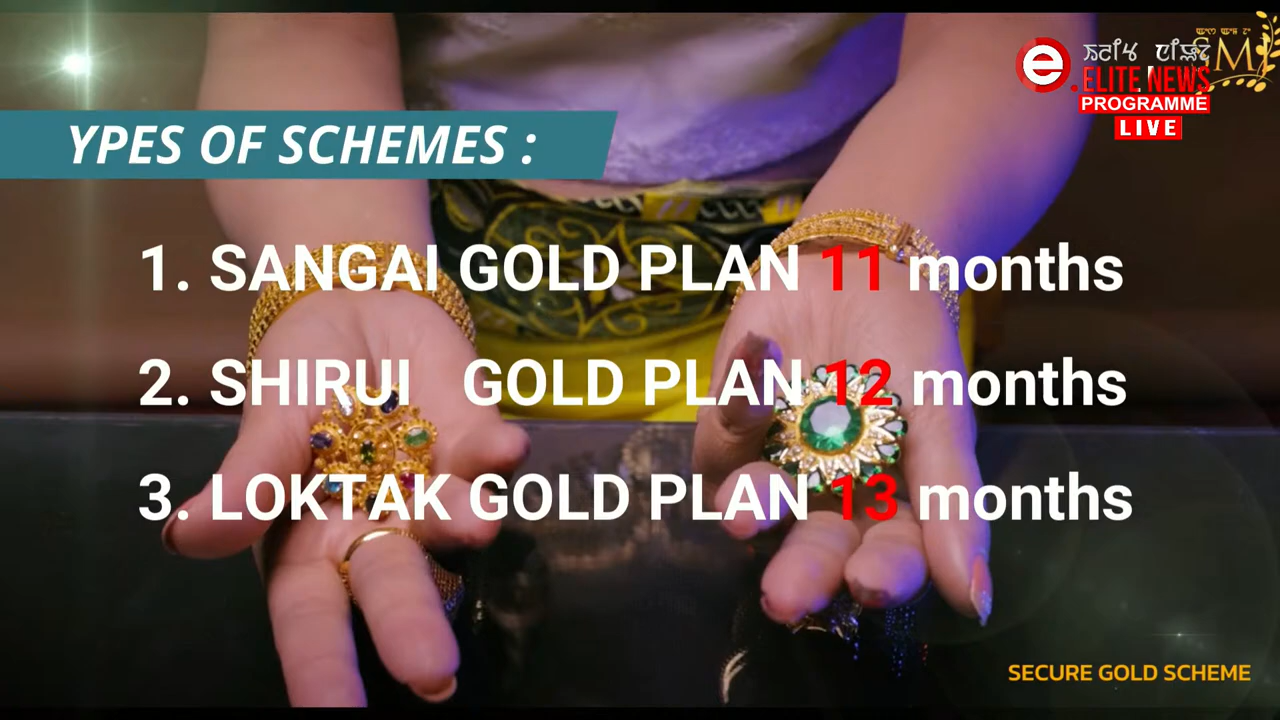 YPES OF SCHEMES :
1. SANGAI GOLD PLAN 11 months
2. SHIRUI GOLD PLAN 12 months
3. LOKTAK GOLD PLAN 13 months
e
ELITE NEWS
PROGRAMME
LIVE
SECURE GOLD SCHEME